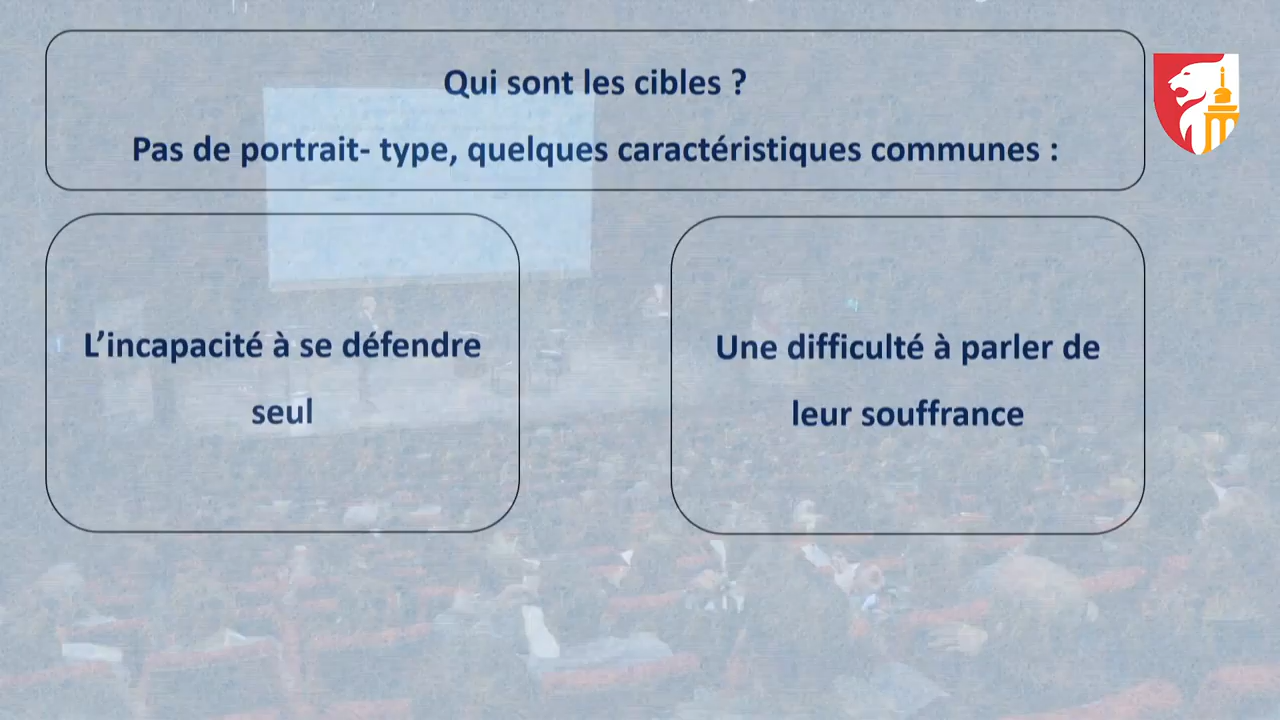 Qui sont les cibles ?
Pas de portrait- type, quelques caractéristiques communes :
L’incapacité à se défendre
seul
Une difficulté à parler de
leur souffrance